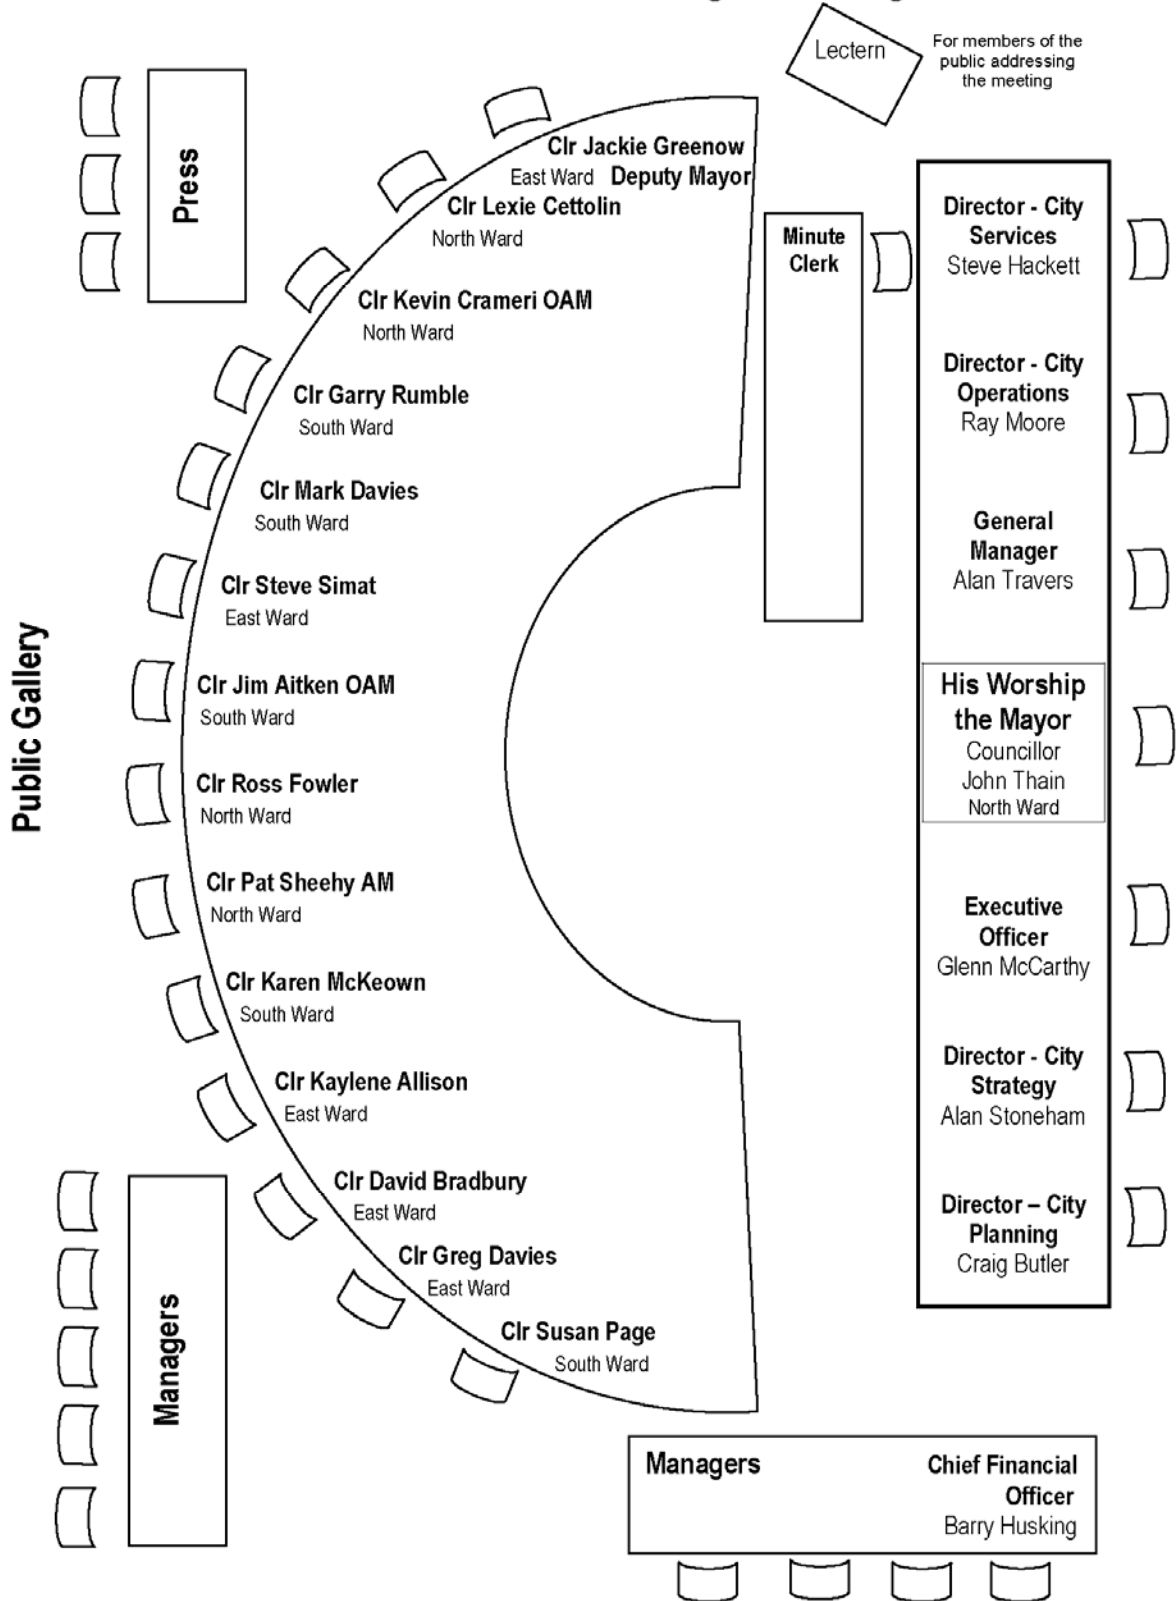 Lectern
For members of the
public addressing
the meeting
Press
Clr Jackie Greenow
East Ward Deputy Mayor
Clr Lexie Cettolin
North Ward
Clr Kevin Crameri OAM
North Ward
Clr Garry Rumble
South Ward
Clr Mark Davies
South Ward
Clr Steve Simat
East Ward
Clr Jim Aitken OAM
South Ward
Clr Ross Fowler
North Ward
Clr Pat Sheehy AM
North Ward
Clr Karen McKeown
South Ward
Clr Kaylene Allison
East Ward
Clr David Bradbury
East Ward
Clr Greg Davies
East Ward
Clr Susan Page
South Ward
Public Gallery
Managers
Minute
Clerk
Director - City
Services
Steve Hackett
Director - City
Operations
Ray Moore
General
Manager
Alan Travers
His Worship
the Mayor
Councillor
John Thain
North Ward
Executive
Officer
Glenn McCarthy
Director - City
Strategy
Alan Stoneham
Director – City
Planning
Craig Butler
Managers
Chief Financial
Officer
Barry Husking